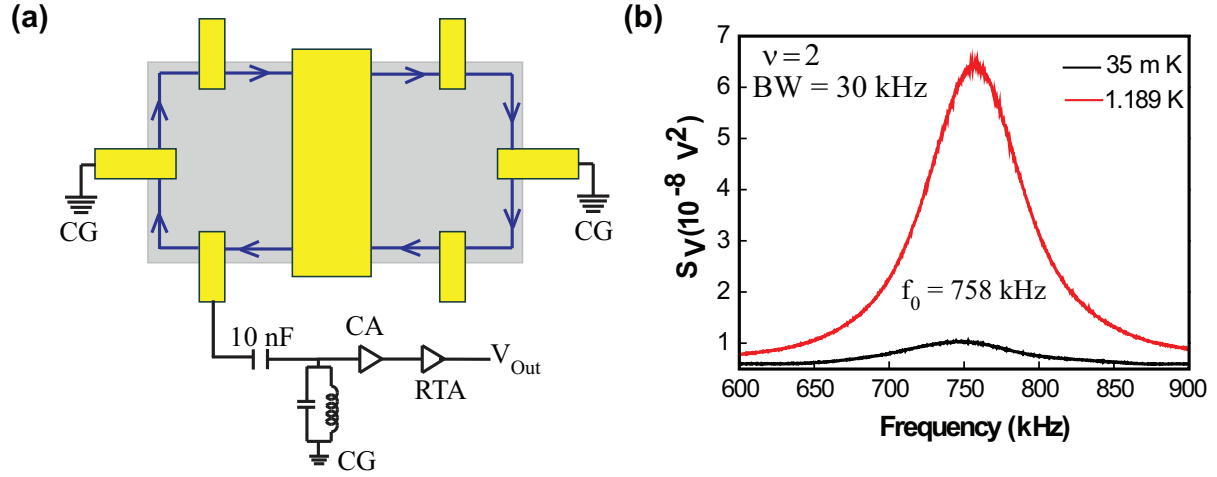 (a)
CG
CG
10 nF
CA
RTA
V_Out
CG
(b)
ν=2
BW = 30 kHz
35 m K
1.189 K
f_0 = 758 kHz
S_V(10^-8 V^2)
7
6
5
4
3
2
1
600 650 700 750 800 850 900
Frequency (kHz)